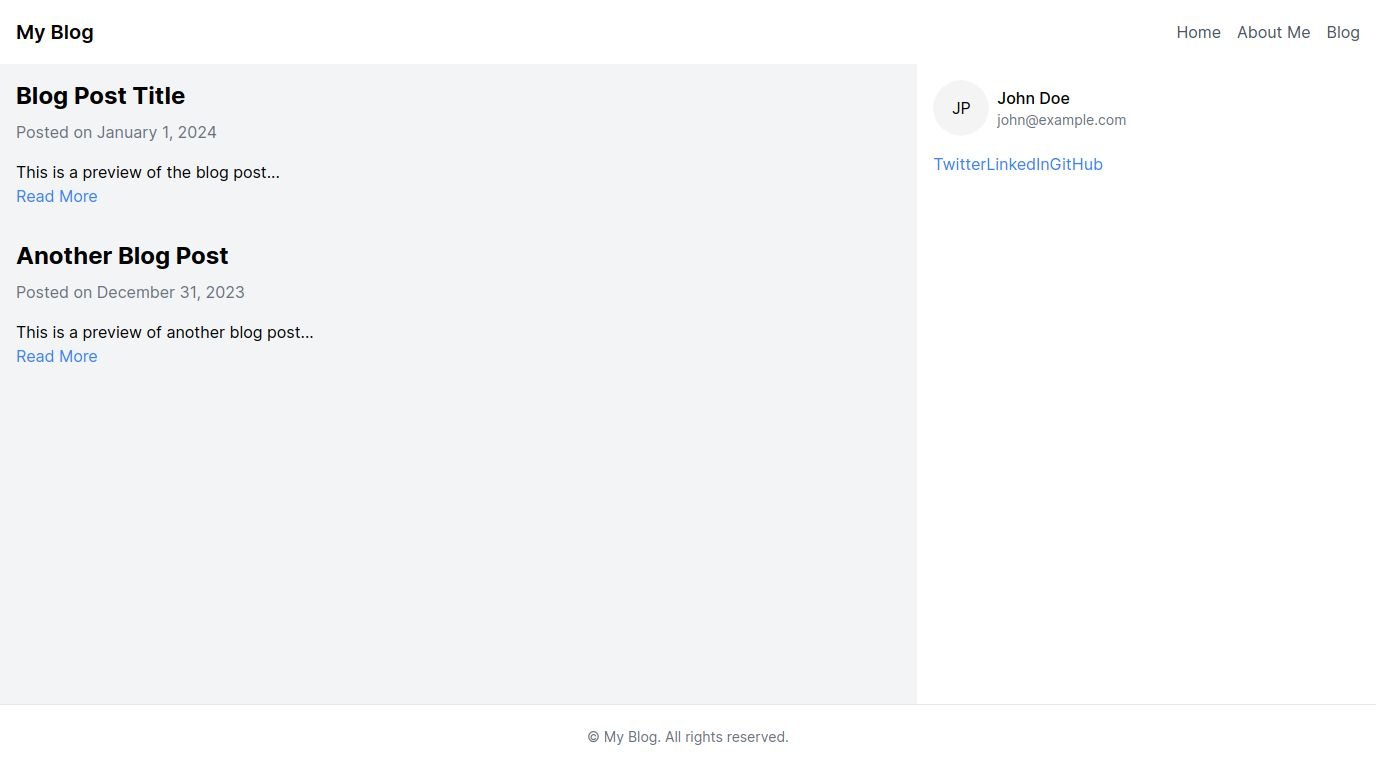 My Blog
Home About Me Blog
Blog Post Title
Posted on January 1, 2024
This is a preview of the blog post...
Read More
Another Blog Post
Posted on December 31, 2023
This is a preview of another blog post...
Read More
JP
John Doe
john@example.com
TwitterLinkedInGitHub
© My Blog. All rights reserved.